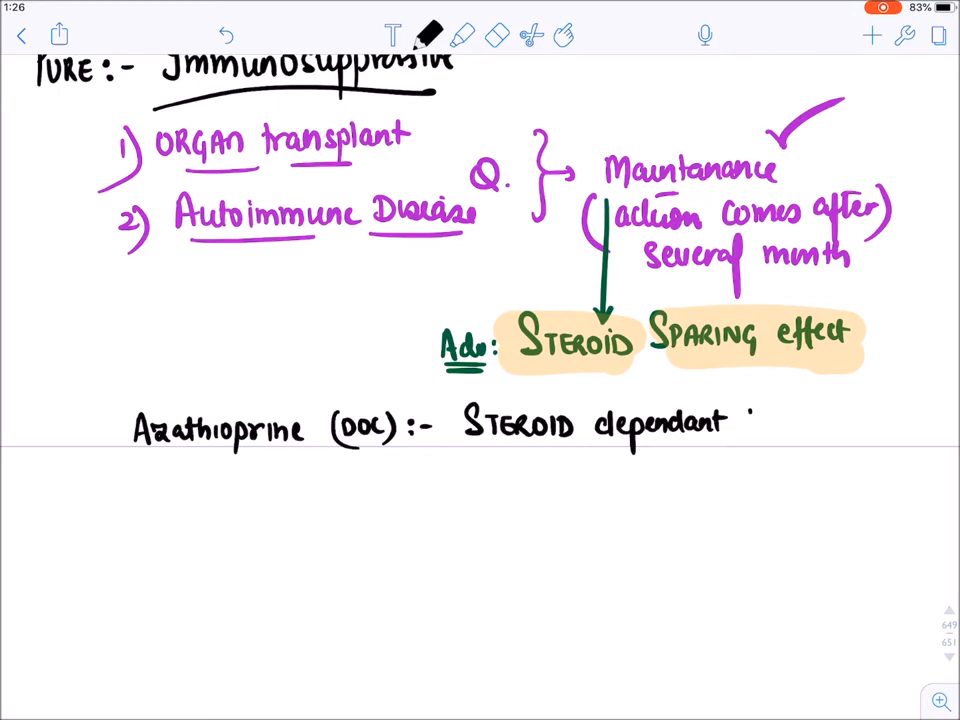 1:26
83%
PURE:- Immunosuppressive
1) ORGAN transplant
2) Autoimmune Disease
Q.
Maintanance
(action comes after)
several month
Adv: STEROID SPARING effect
Azathioprine (DOC) :- STEROID dependant
649
651